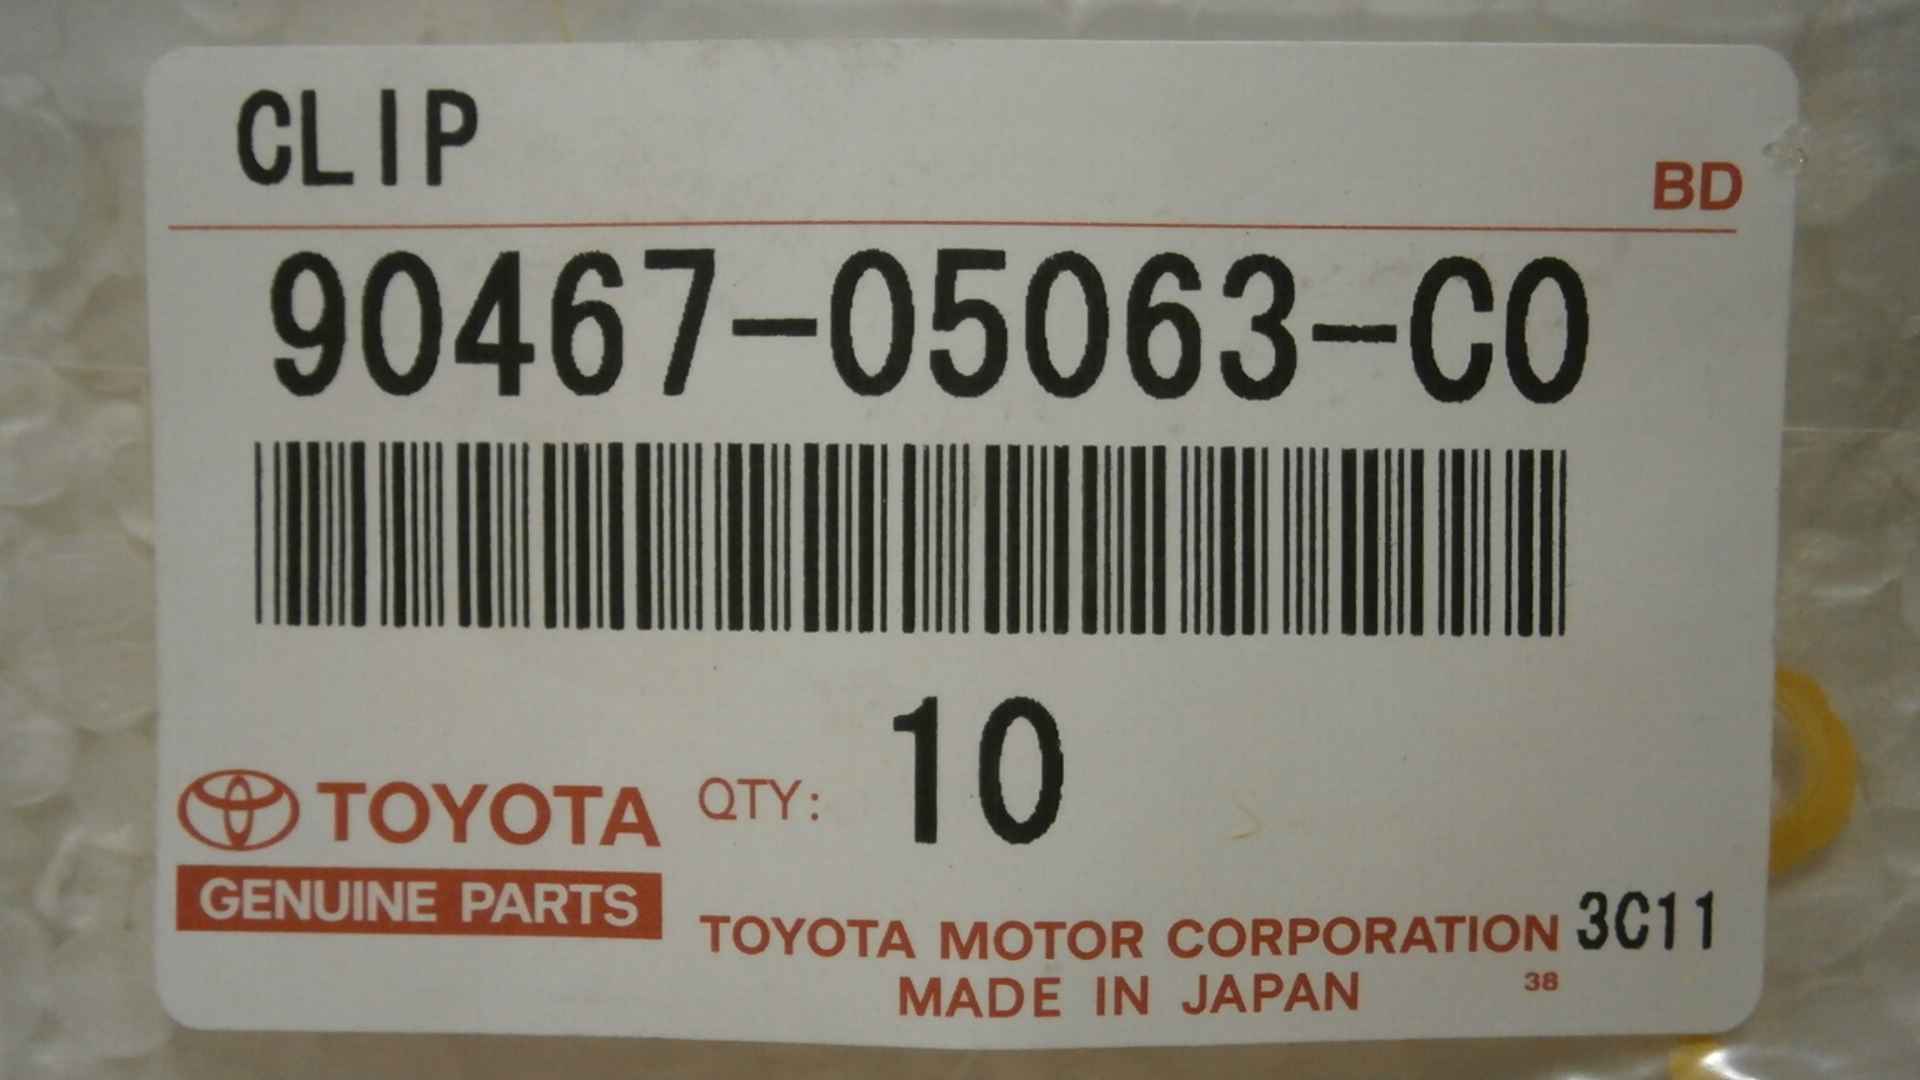 CLIP
BD
90467-05063-C0
10
TOYOTA QTY:
GENUINE PARTS
TOYOTA MOTOR CORPORATION 3C11
MADE IN JAPAN 38